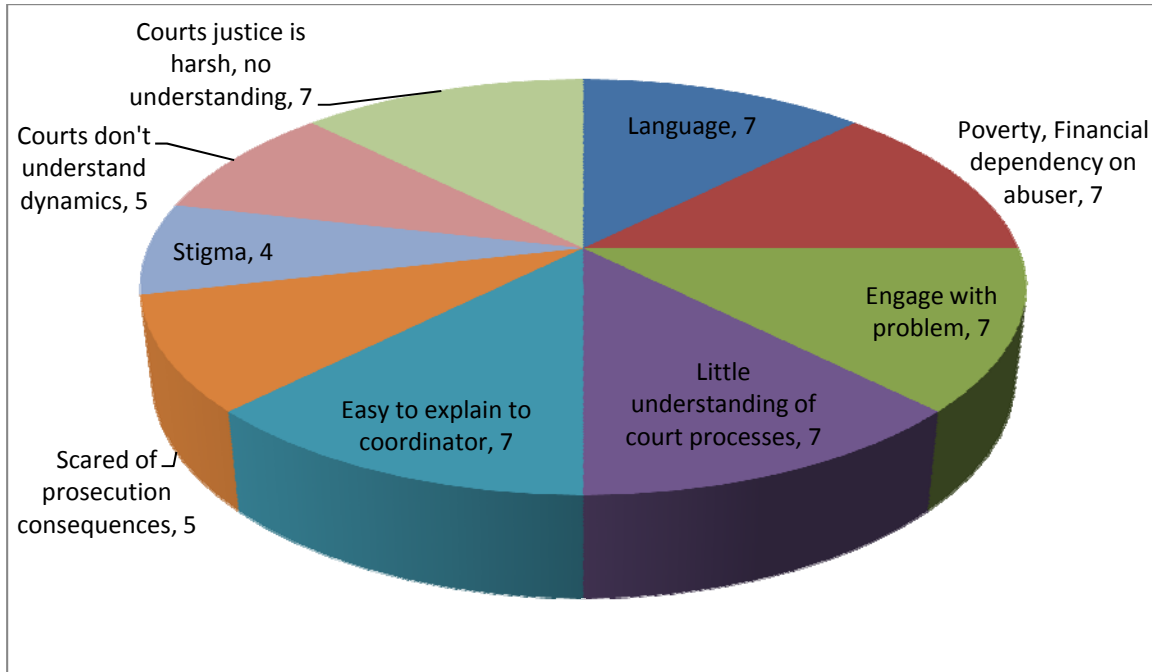 Courts justice is
harsh, no
understanding, 7
Language, 7
Poverty, Financial
dependency on
abuser, 7
Courts don't
understand
dynamics, 5
Stigma, 4
Engage with
problem, 7
Little
understanding of
court processes, 7
Easy to explain to
coordinator, 7
Scared of
prosecution
consequences, 5